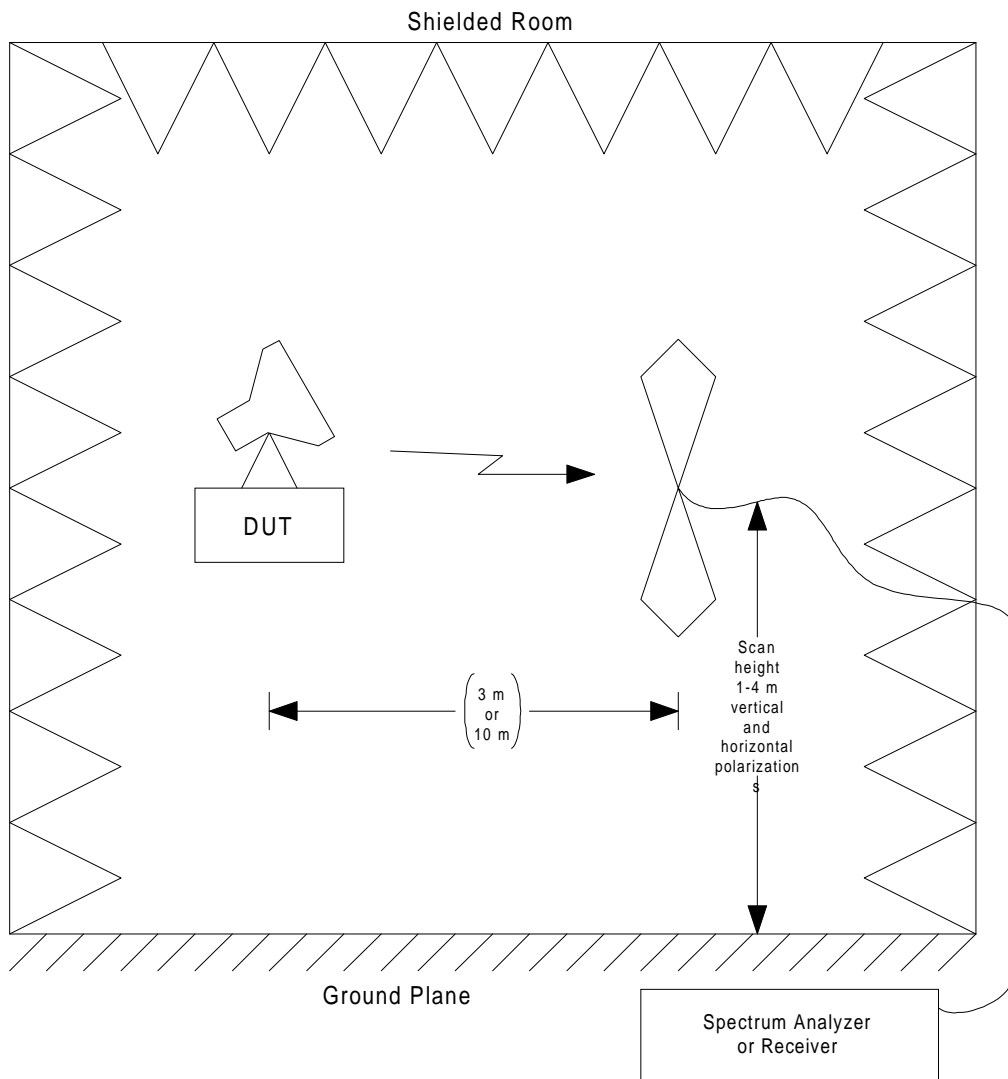 Shielded Room
DUT
3 m
or
10 m
Scan
height
1-4 m
vertical
and
horizontal
polarization
s
Ground Plane
Spectrum Analyzer
or Receiver